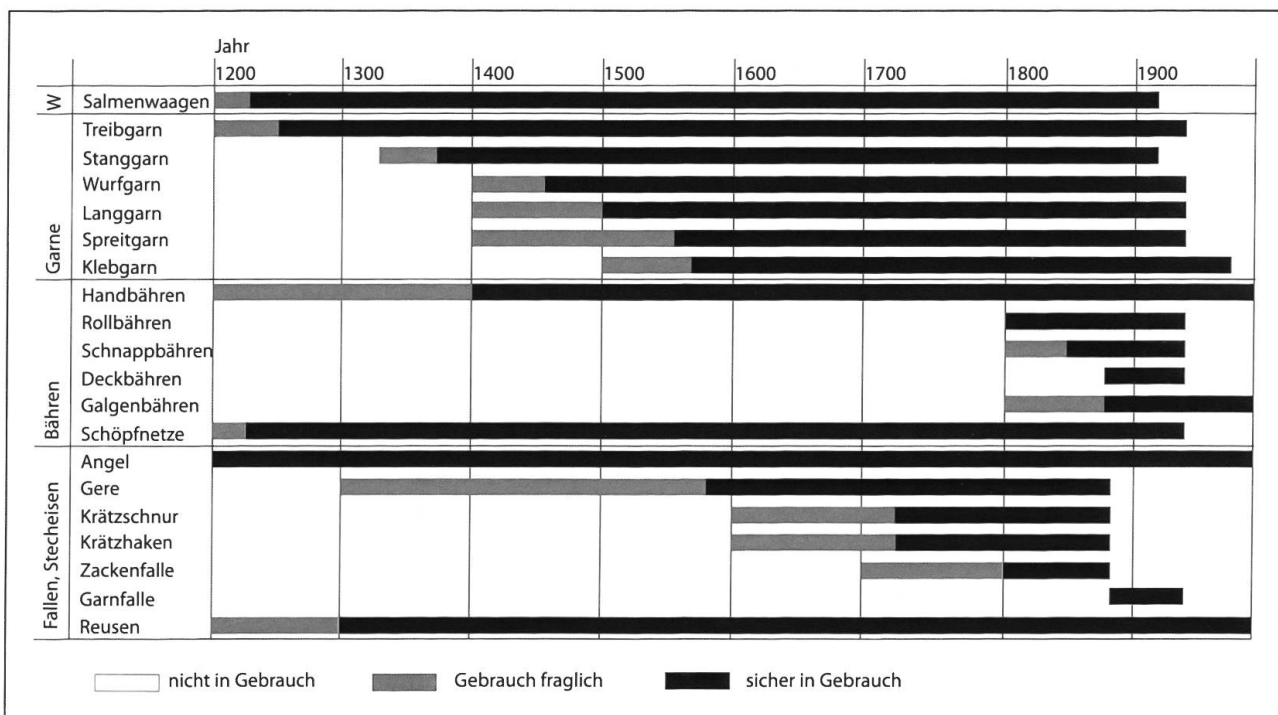 Jahr
1200 1300 1400 1500 1600 1700 1800 1900
W
Salmenwaagen
Garne
Treibgarn
Stanggarn
Wurfgarn
Langgarn
Spreitgarn
Klebgarn
Bähren
Handbähren
Rollbähren
Schnappbähren
Deckbähren
Galgenbähren
Schöpfnetze
Fallen, Stecheisen
Angel
Gere
Krätzschnur
Krätzhaken
Zackenfalle
Garnfalle
Reusen
nicht in Gebrauch Gebrauch fraglich sicher in Gebrauch